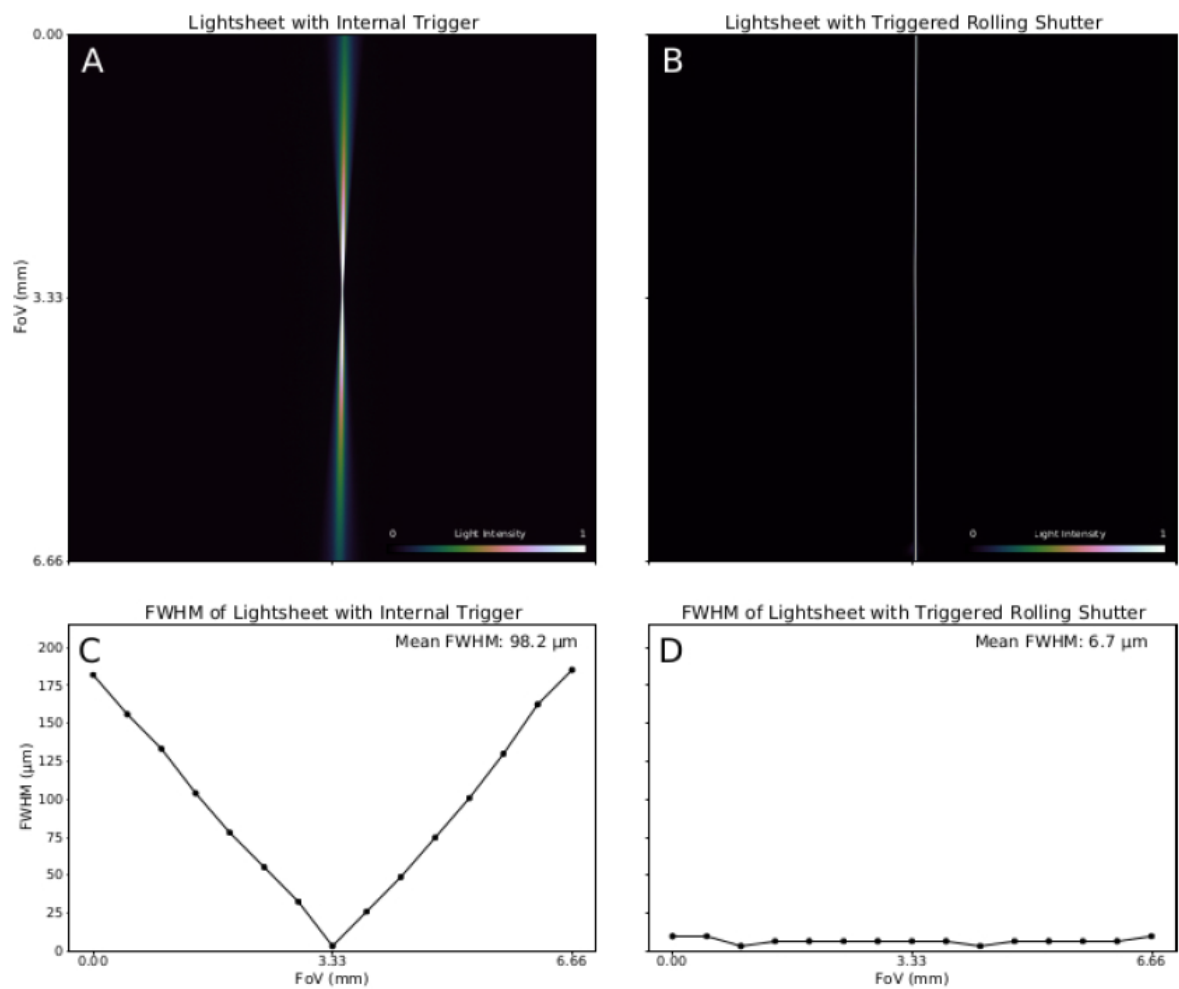 Lightsheet with Internal Trigger
Lightsheet with Triggered Rolling Shutter
A
B
0.00
3.33
6.66
FoV (mm)
0 Light Intensity 1
0 Light Intensity 1
FWHM of Lightsheet with Internal Trigger
FWHM of Lightsheet with Triggered Rolling Shutter
C
Mean FWHM: 98.2 µm
D
Mean FWHM: 6.7 µm
200
175
150
125
100
75
50
25
0
FWHM (µm)
0.00 3.33 6.66
FoV (mm)
0.00 3.33 6.66
FoV (mm)